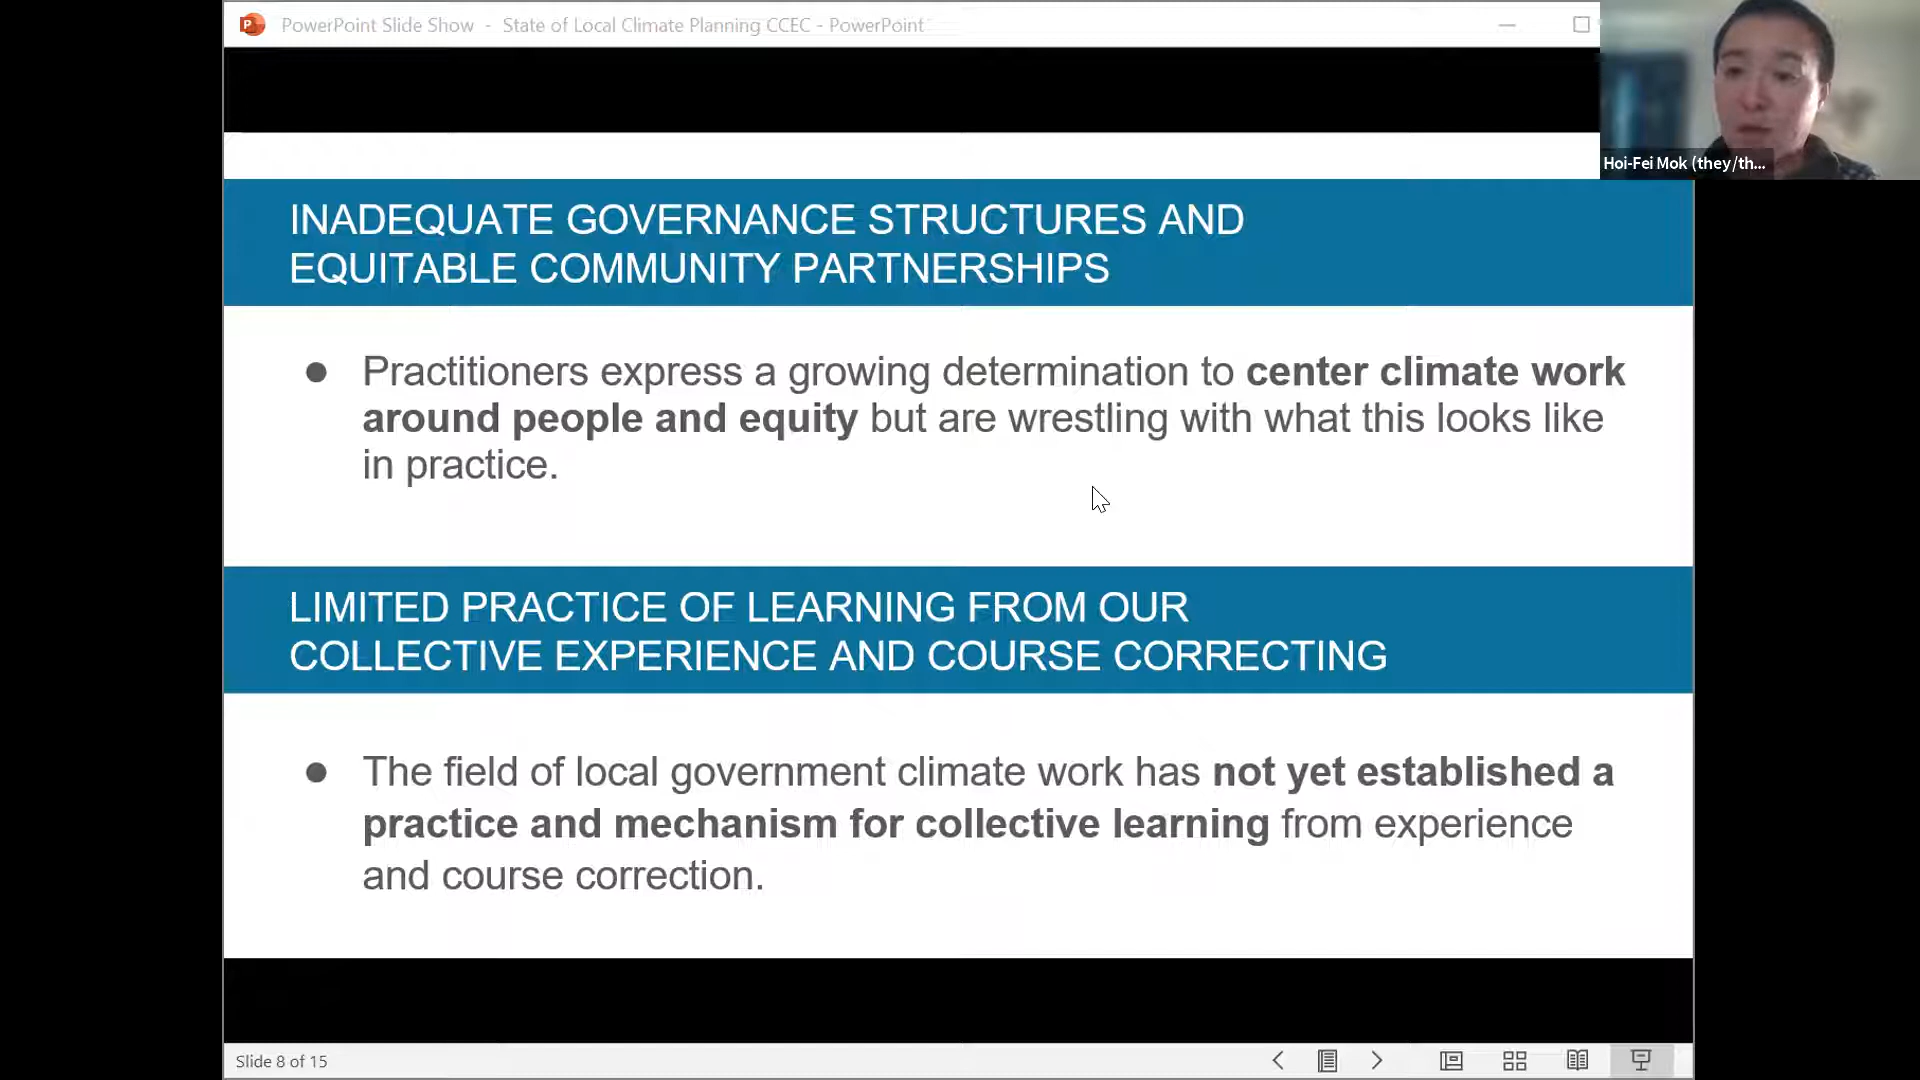 PowerPoint Slide Show - State of Local Climate Planning CCEC - PowerPoint
Hoi-Fei Mok (they/th...
INADEQUATE GOVERNANCE STRUCTURES AND
EQUITABLE COMMUNITY PARTNERSHIPS
● Practitioners express a growing determination to center climate work
around people and equity but are wrestling with what this looks like
in practice.
LIMITED PRACTICE OF LEARNING FROM OUR
COLLECTIVE EXPERIENCE AND COURSE CORRECTING
● The field of local government climate work has not yet established a
practice and mechanism for collective learning from experience
and course correction.
Slide 8 of 15